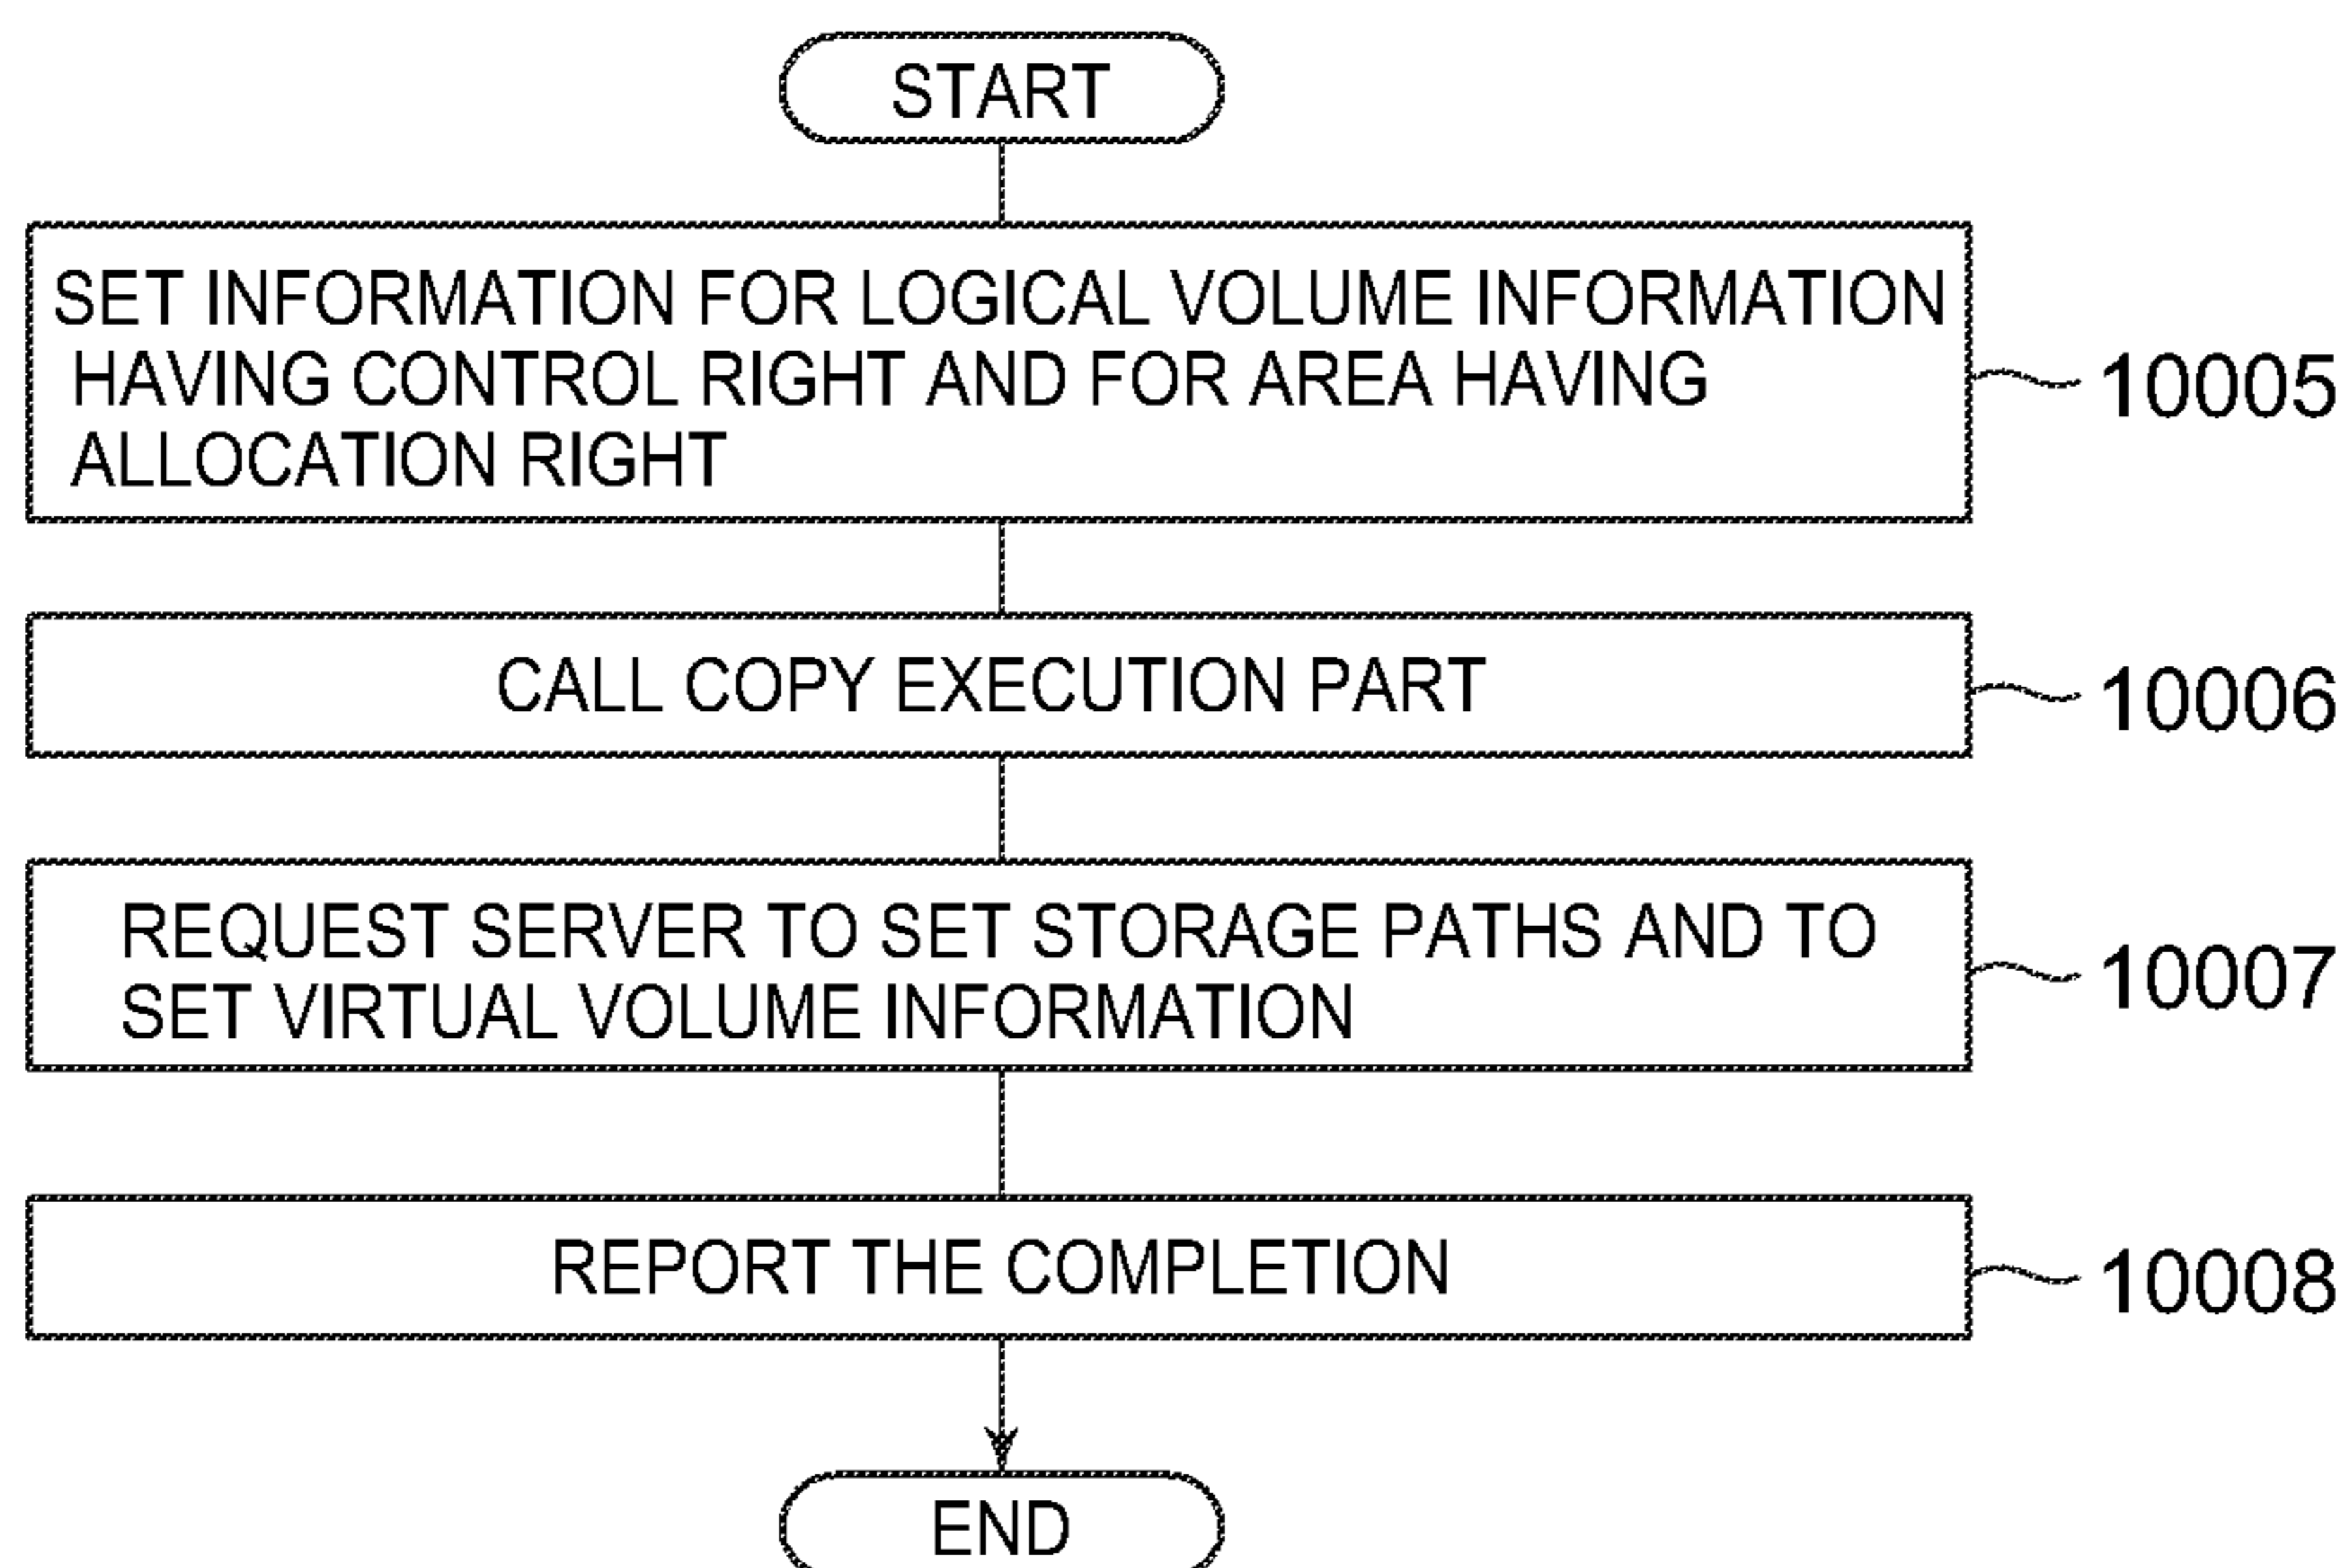 START
SET INFORMATION FOR LOGICAL VOLUME INFORMATION
HAVING CONTROL RIGHT AND FOR AREA HAVING
ALLOCATION RIGHT
10005
CALL COPY EXECUTION PART
10006
REQUEST SERVER TO SET STORAGE PATHS AND TO
SET VIRTUAL VOLUME INFORMATION
10007
REPORT THE COMPLETION
10008
END